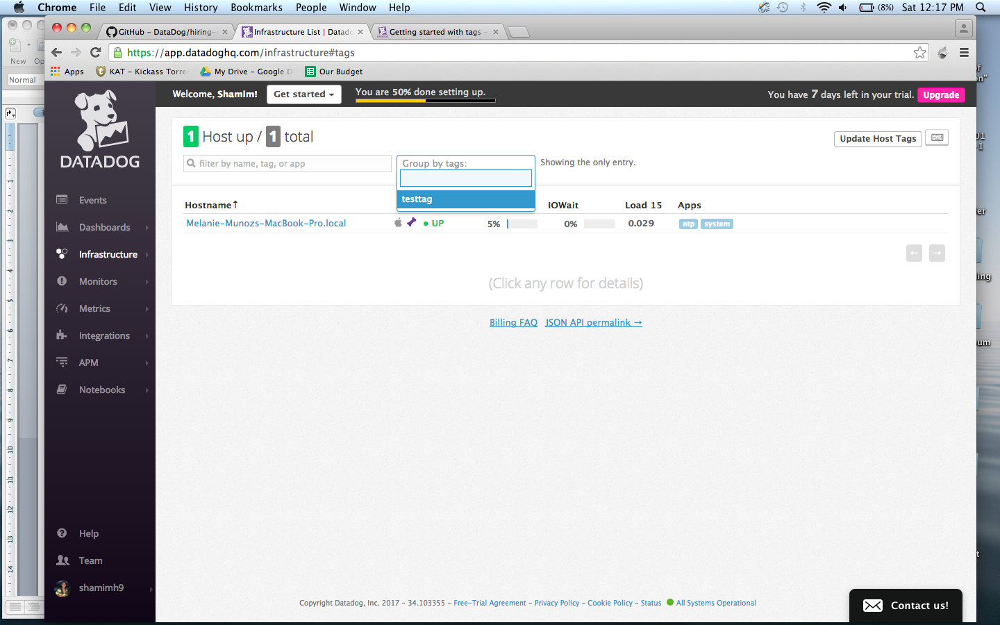 Chrome File Edit View History Bookmarks People Window Help (8%) Sat 12:17 PM
GitHub - DataDog/hiring- Infrastructure List | Datado Getting started with tags -
https://app.datadoghq.com/infrastructure#tags
New
Apps KAT - Kickass Torre My Drive - Google D Our Budget
Normal
Welcome, Shamim! Get started You are 50% done setting up. You have 7 days left in your trial. Upgrade
DATADOG
1 Host up / 1 total
Update Host Tags
filter by name, tag, or app
Group by tags:
Showing the only entry.
testtag
Hostname IOWait Load 15 Apps
Melanie-Munozs-MacBook-Pro.local UP 5% 0% 0.029 ntp system
(Click any row for details)
Billing FAQ JSON API permalink →
Events
Dashboards
Infrastructure
Monitors
Metrics
Integrations
APM
Notebooks
Help
Team
shamimh9
Copyright Datadog, Inc. 2017 - 34.103355 - Free-Trial Agreement - Privacy Policy - Cookie Policy - Status All Systems Operational
Contact us!